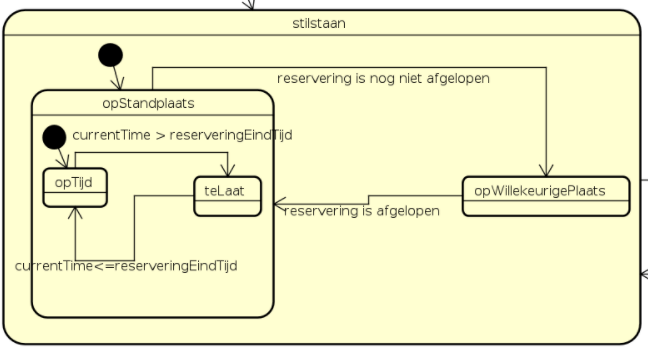 stilstaan
reservering is nog niet afgelopen
opStandplaats
currentTime > reserveringEindTijd
opTijd
teLaat
opWillekeurigePlaats
reservering is afgelopen
currentTime<=reserveringEindTijd